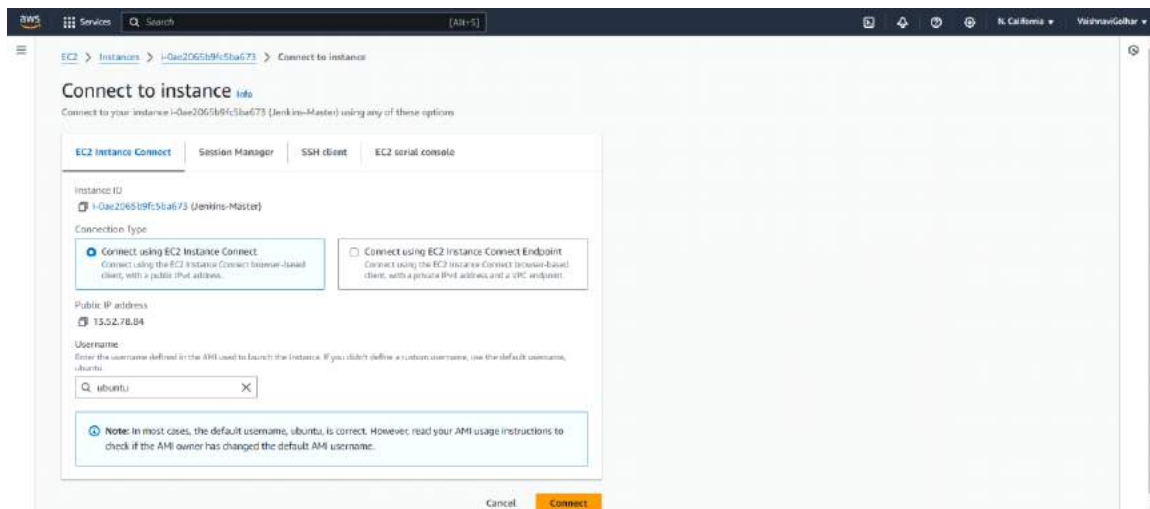 aws
Services
Search
[Alt+S]
N. California
VaishnaviGolhar
EC2 > Instances > i-0ae2065b9fc5ba673 > Connect to instance
Connect to instance Info
Connect to your instance i-0ae2065b9fc5ba673 (Jenkins-Master) using any of these options
EC2 Instance Connect
Session Manager
SSH client
EC2 serial console
Instance ID
i-0ae2065b9fc5ba673 (Jenkins-Master)
Connection Type
Connect using EC2 Instance Connect
Connect using the EC2 Instance Connect browser-based
client, with a public IPv4 address.
Connect using EC2 Instance Connect Endpoint
Connect using the EC2 Instance Connect browser-based
client, with a private IPv4 address and a VPC endpoint.
Public IP address
13.52.78.84
Username
Enter the username defined in the AMI used to launch the instance. If you didn't define a custom username, use the default username,
ubuntu.
ubuntu
Note: In most cases, the default username, ubuntu, is correct. However, read your AMI usage instructions to
check if the AMI owner has changed the default AMI username.
Cancel
Connect